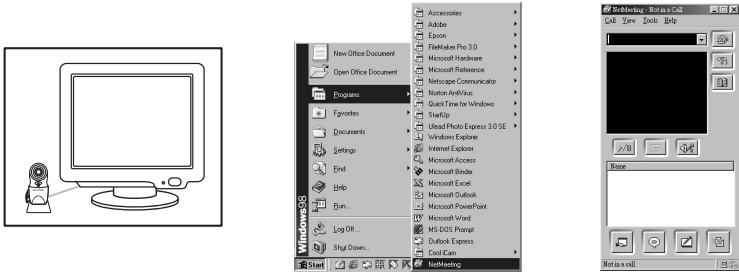 New Office Document
Open Office Document
Programs
Favorites
Documents
Settings
Find
Help
Run...
Log Off...
Shut Down...
Windows98
Start
Accessories
Adobe
Epson
FileMaker Pro 3.0
Microsoft Hardware
Microsoft Reference
Netscape Communicator
Norton AntiVirus
QuickTime for Windows
StartUp
Ulead Photo Express 3.0 SE
Windows Explorer
Internet Explorer
Microsoft Access
Microsoft Binder
Microsoft Excel
Microsoft Outlook
Microsoft PowerPoint
Microsoft Word
MS-DOS Prompt
Outlook Express
Cool iCam
NetMeeting
NetMeeting - Not in a Call
Call View Tools Help
Name
Not in a call